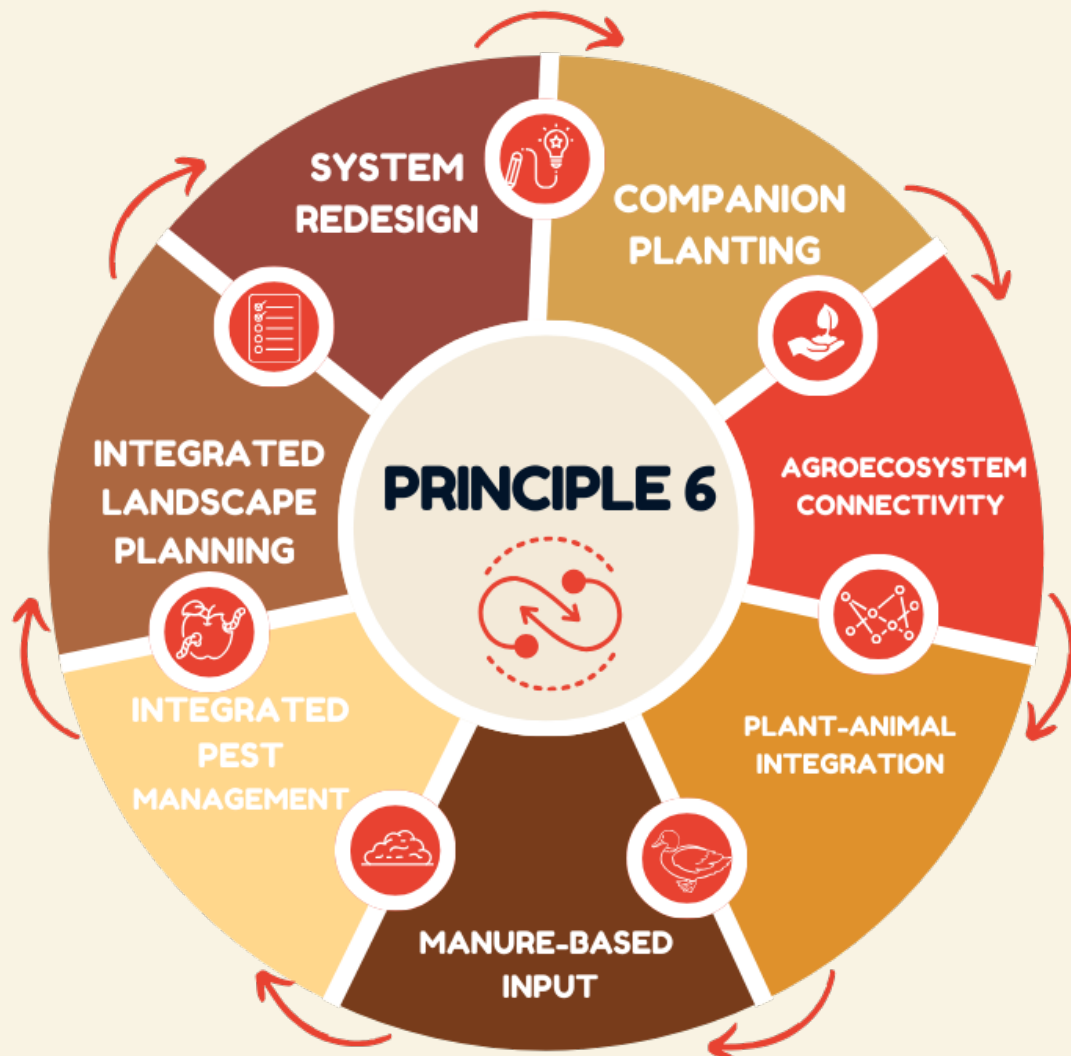 SYSTEM
REDESIGN
COMPANION
PLANTING
AGROECOSYSTEM
CONNECTIVITY
PLANT-ANIMAL
INTEGRATION
MANURE-BASED
INPUT
INTEGRATED
PEST
MANAGEMENT
INTEGRATED
LANDSCAPE
PLANNING
PRINCIPLE 6